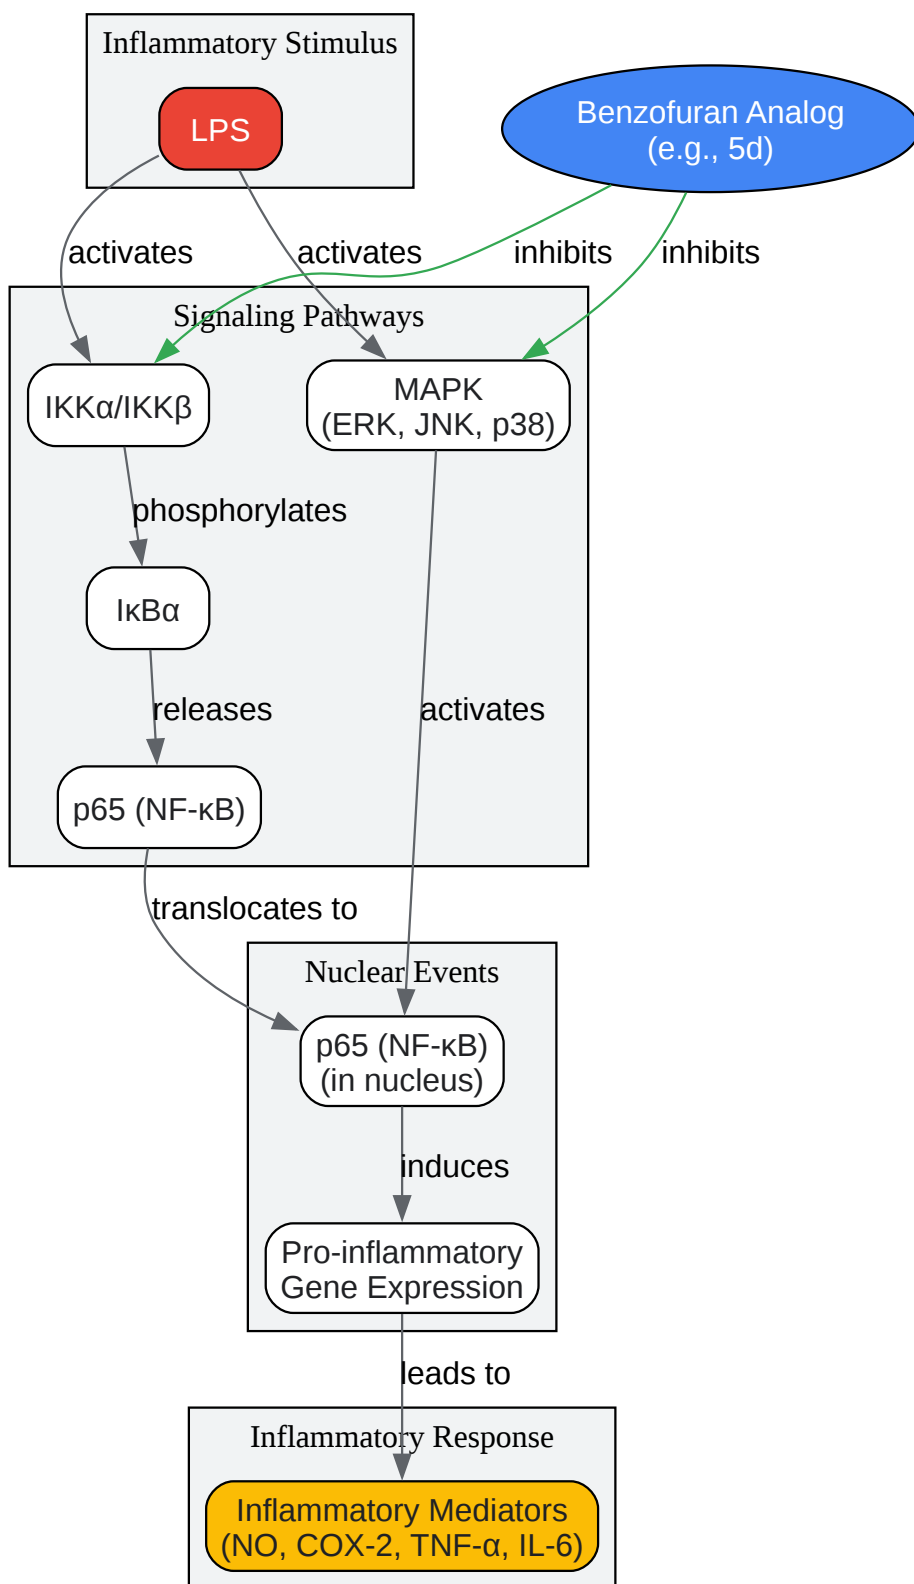 Inflammatory Stimulus
LPS
Benzofuran Analog
(e.g., 5d)
activates
activates
inhibits
inhibits
Signaling Pathways
IKKα/IKKβ
MAPK
(ERK, JNK, p38)
phosphorylates
IκBα
releases
activates
p65 (NF-κB)
translocates to
Nuclear Events
p65 (NF-κB)
(in nucleus)
induces
Pro-inflammatory
Gene Expression
leads to
Inflammatory Response
Inflammatory Mediators
(NO, COX-2, TNF-α, IL-6)